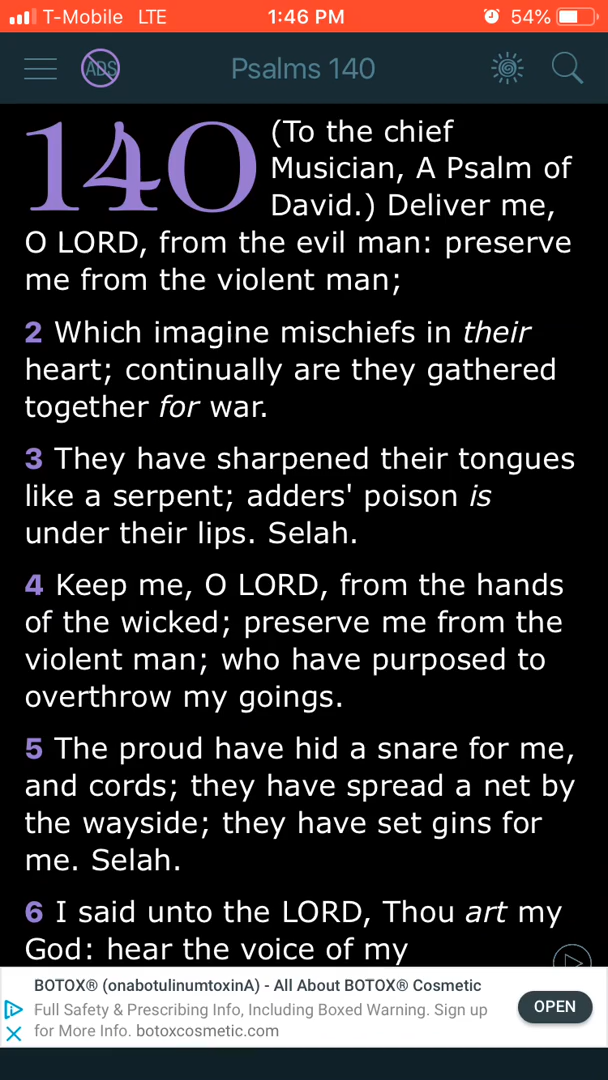 T-Mobile LTE 1:46 PM 54%
ADS Psalms 140
140 (To the chief
Musician, A Psalm of
David.) Deliver me,
O LORD, from the evil man: preserve
me from the violent man;
2 Which imagine mischiefs in their
heart; continually are they gathered
together for war.
3 They have sharpened their tongues
like a serpent; adders' poison is
under their lips. Selah.
4 Keep me, O LORD, from the hands
of the wicked; preserve me from the
violent man; who have purposed to
overthrow my goings.
5 The proud have hid a snare for me,
and cords; they have spread a net by
the wayside; they have set gins for
me. Selah.
6 I said unto the LORD, Thou art my
God: hear the voice of my
BOTOX® (onabotulinumtoxinA) - All About BOTOX® Cosmetic
Full Safety & Prescribing Info, Including Boxed Warning. Sign up
for More Info. botoxcosmetic.com
OPEN